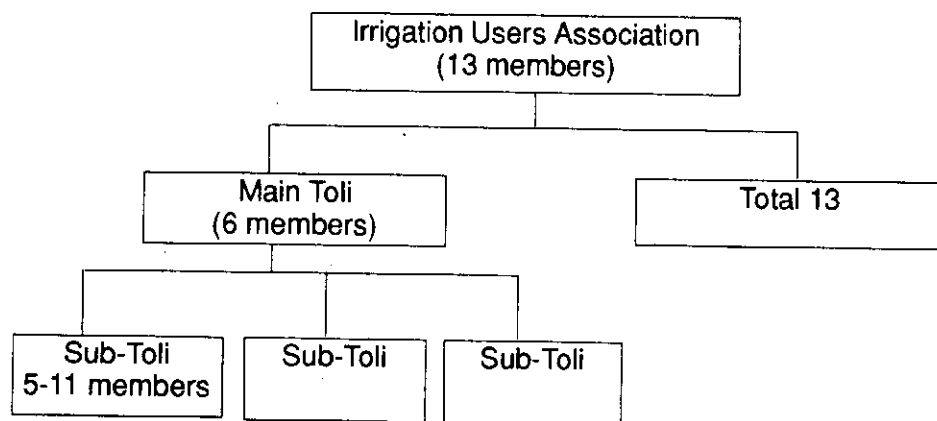 Irrigation Users Association
(13 members)
Main Toli
(6 members)
Total 13
Sub-Toli
5-11 members
Sub-Toli
Sub-Toli